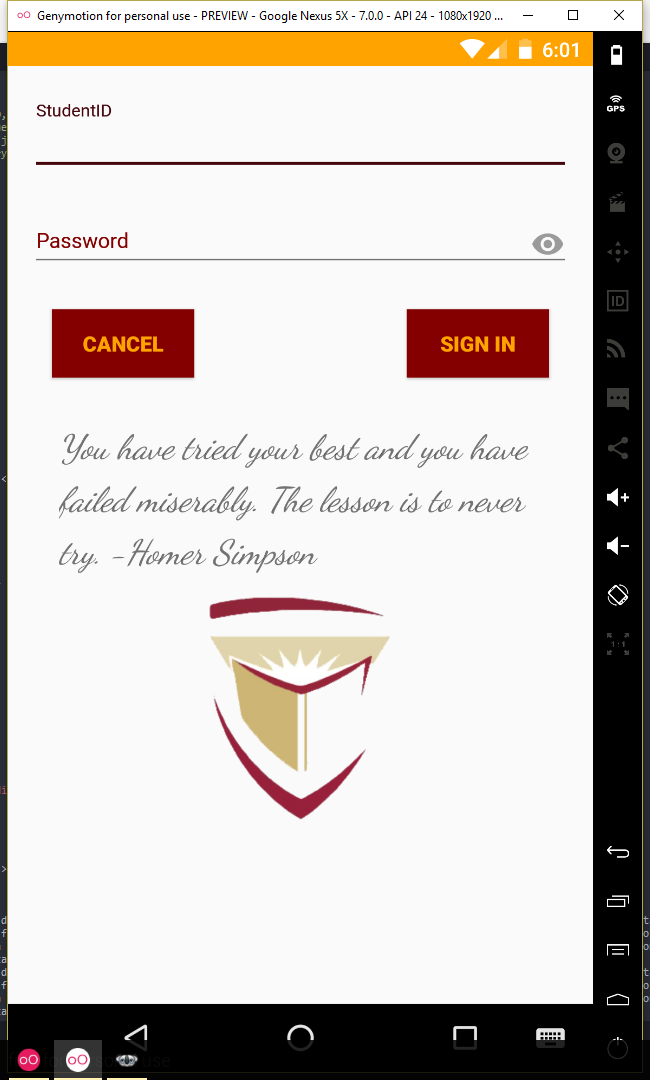 Genymotion for personal use - PREVIEW - Google Nexus 5X - 7.0.0 - API 24 - 1080x1920 ...
6:01
GPS
StudentID
Password
ID
CANCEL
SIGN IN
You have tried your best and you have
failed miserably. The lesson is to never
try. -Homer Simpson
1:1
use